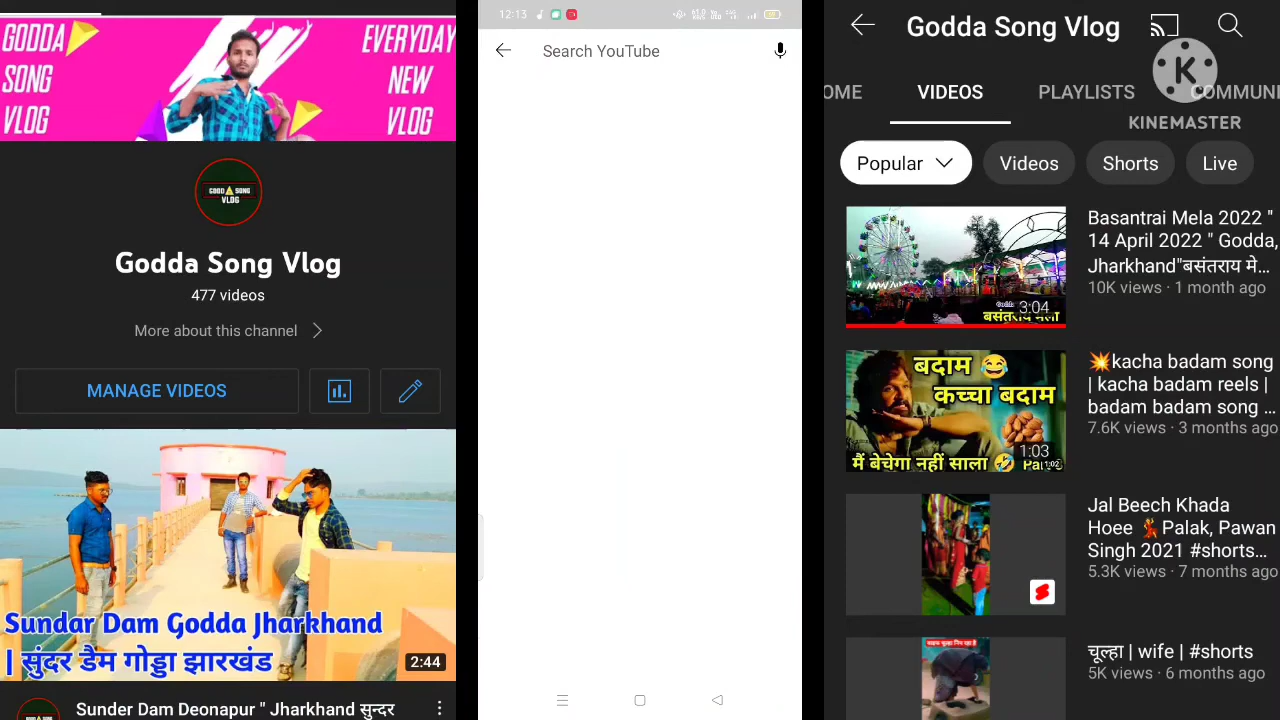 GODDA
SONG
VLOG
EVERYDAY
NEW
VLOG
GODD SONG
VLOG
Godda Song Vlog
477 videos
More about this channel
MANAGE VIDEOS
Sundar Dam Godda Jharkhand
| सुंदर डैम गोड्डा झारखंड
2:44
Sunder Dam Deonapur " Jharkhand सुन्दर
12:13
Search YouTube
Godda Song Vlog
OME
VIDEOS
PLAYLISTS
COMMUNI
K
KINEMASTER
Popular
Videos
Shorts
Live
3:04
Basantrai Mela 2022 "
14 April 2022 " Godda,
Jharkhand"बसंतराय मे...
10K views · 1 month ago
बदाम 😂
कच्चा बदाम
1:03
1:02
मैं बेचेगा नहीं साला 🤣
💥kacha badam song
| kacha badam reels |
badam badam song ...
7.6K views · 3 months ago
Jal Beech Khada
Hoee 💃Palak, Pawan
Singh 2021 #shorts...
5.3K views · 7 months ago
चूल्हा | wife | #shorts
5K views · 6 months ago